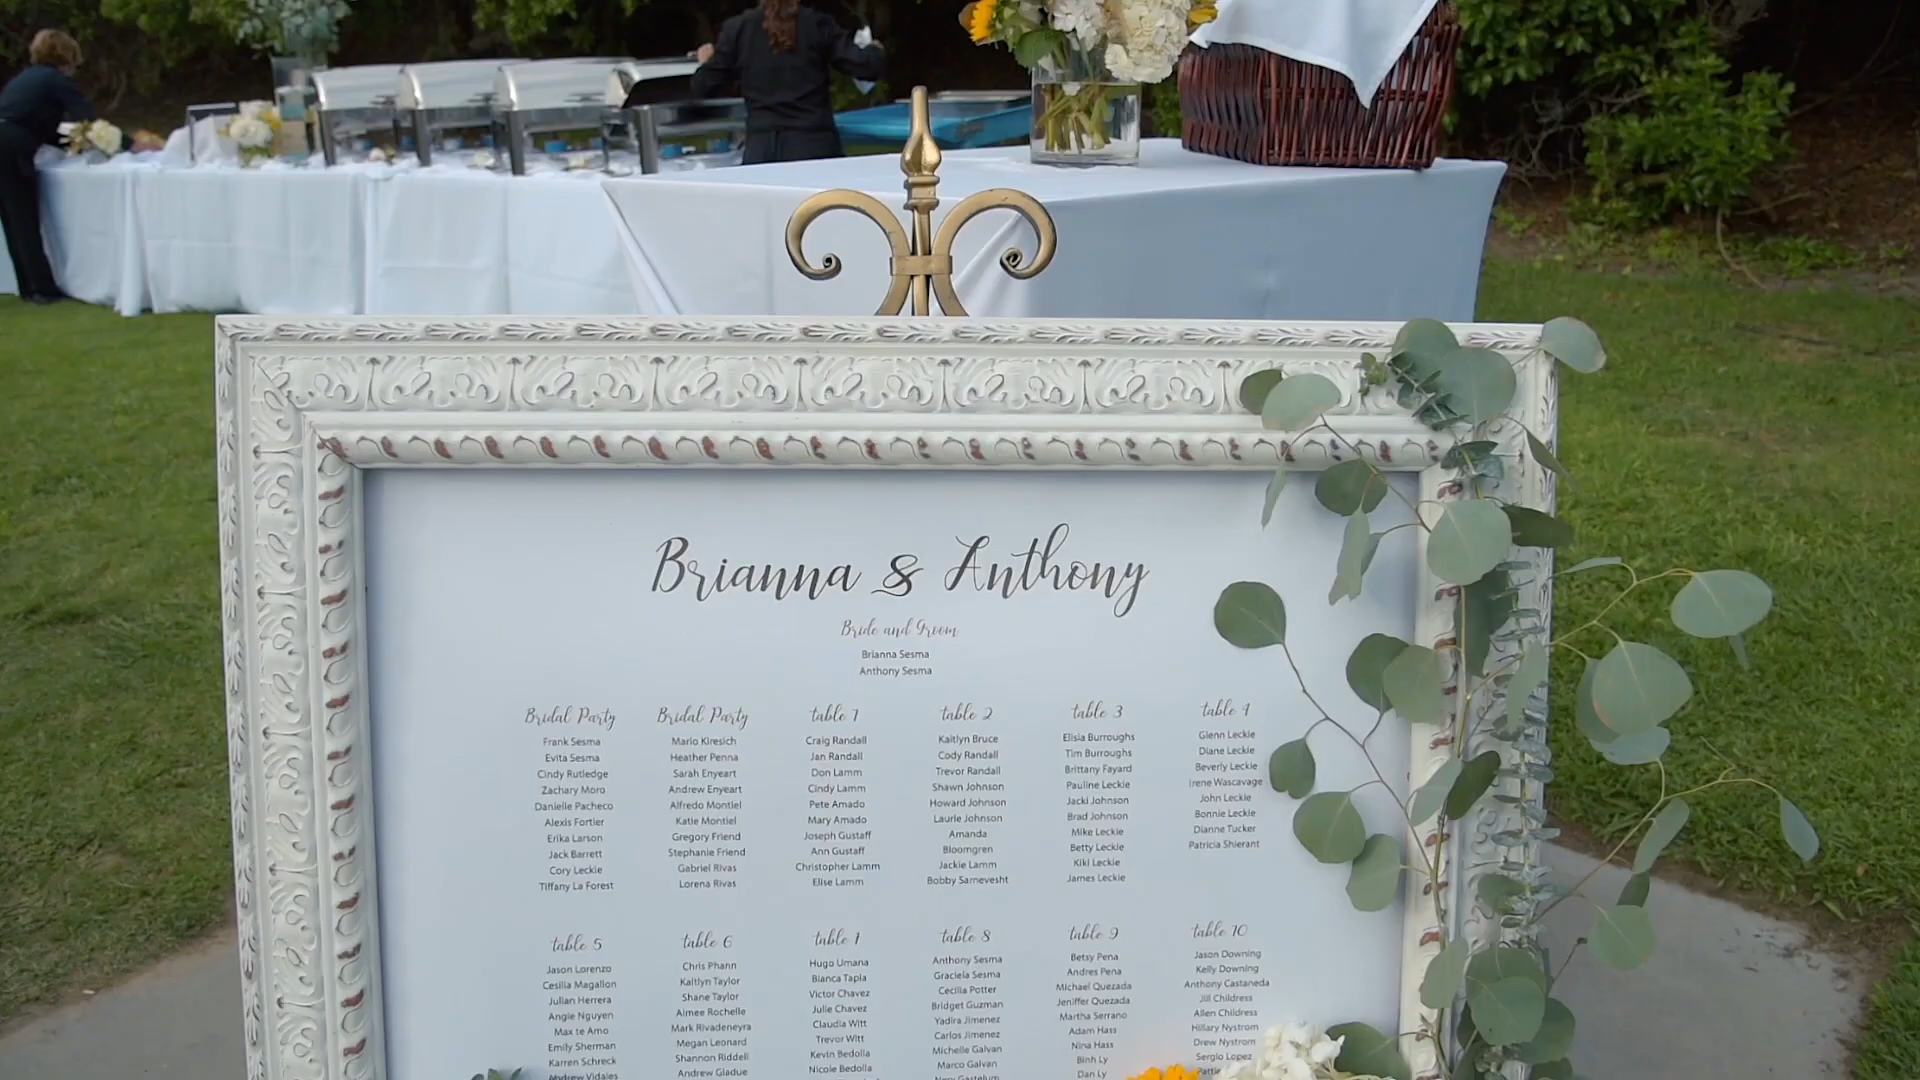 Brianna & Anthony
Bride and Groom
Brianna Sesma
Anthony Sesma
Bridal Party
Frank Sesma
Evita Sesma
Cindy Rutledge
Zachary Moro
Danielle Pacheco
Alexis Fortier
Erika Larson
Jack Barrett
Cory Leckie
Tiffany La Forest
Bridal Party
Mario Kiresich
Heather Penna
Sarah Enyeart
Andrew Enyeart
Alfredo Montiel
Katie Montiel
Gregory Friend
Stephanie Friend
Gabriel Rivas
Lorena Rivas
table 1
Craig Randall
Jan Randall
Don Lamm
Cindy Lamm
Pete Amado
Mary Amado
Joseph Gustaff
Ann Gustaff
Christopher Lamm
Elise Lamm
table 2
Kaitlyn Bruce
Cody Randall
Trevor Randall
Shawn Johnson
Howard Johnson
Laurie Johnson
Amanda
Bloomgren
Jackie Lamm
Bobby Sarnevesht
table 3
Elisia Burroughs
Tim Burroughs
Brittany Fayard
Pauline Leckie
Jacki Johnson
Brad Johnson
Mike Leckie
Betty Leckie
Kiki Leckie
James Leckie
table 4
Glenn Leckie
Diane Leckie
Beverly Leckie
Irene Wascavage
John Leckie
Bonnie Leckie
Dianne Tucker
Patricia Shierant
table 5
Jason Lorenzo
Cesilia Magallon
Julian Herrera
Angie Nguyen
Max te Amo
Emily Sherman
Karren Schreck
Andrew Vidales
table 6
Chris Phann
Kaitlyn Taylor
Shane Taylor
Aimee Rochelle
Mark Rivadeneyra
Megan Leonard
Shannon Riddell
Andrew Gladue
table 7
Hugo Umana
Bianca Tapia
Victor Chavez
Julie Chavez
Claudia Witt
Trevor Witt
Kevin Bedolla
Nicole Bedolla
table 8
Anthony Sesma
Graciela Sesma
Cecilia Potter
Bridget Guzman
Yadira Jimenez
Carlos Jimenez
Michelle Galvan
Marco Galvan
table 9
Betsy Pena
Andres Pena
Michael Quezada
Jeniffer Quezada
Martha Serrano
Adam Hass
Nina Hass
Binh Ly
Dan Ly
table 10
Jason Downing
Kelly Downing
Anthony Castaneda
Jill Childress
Allen Childress
Hillary Nystrom
Drew Nystrom
Sergio Lopez